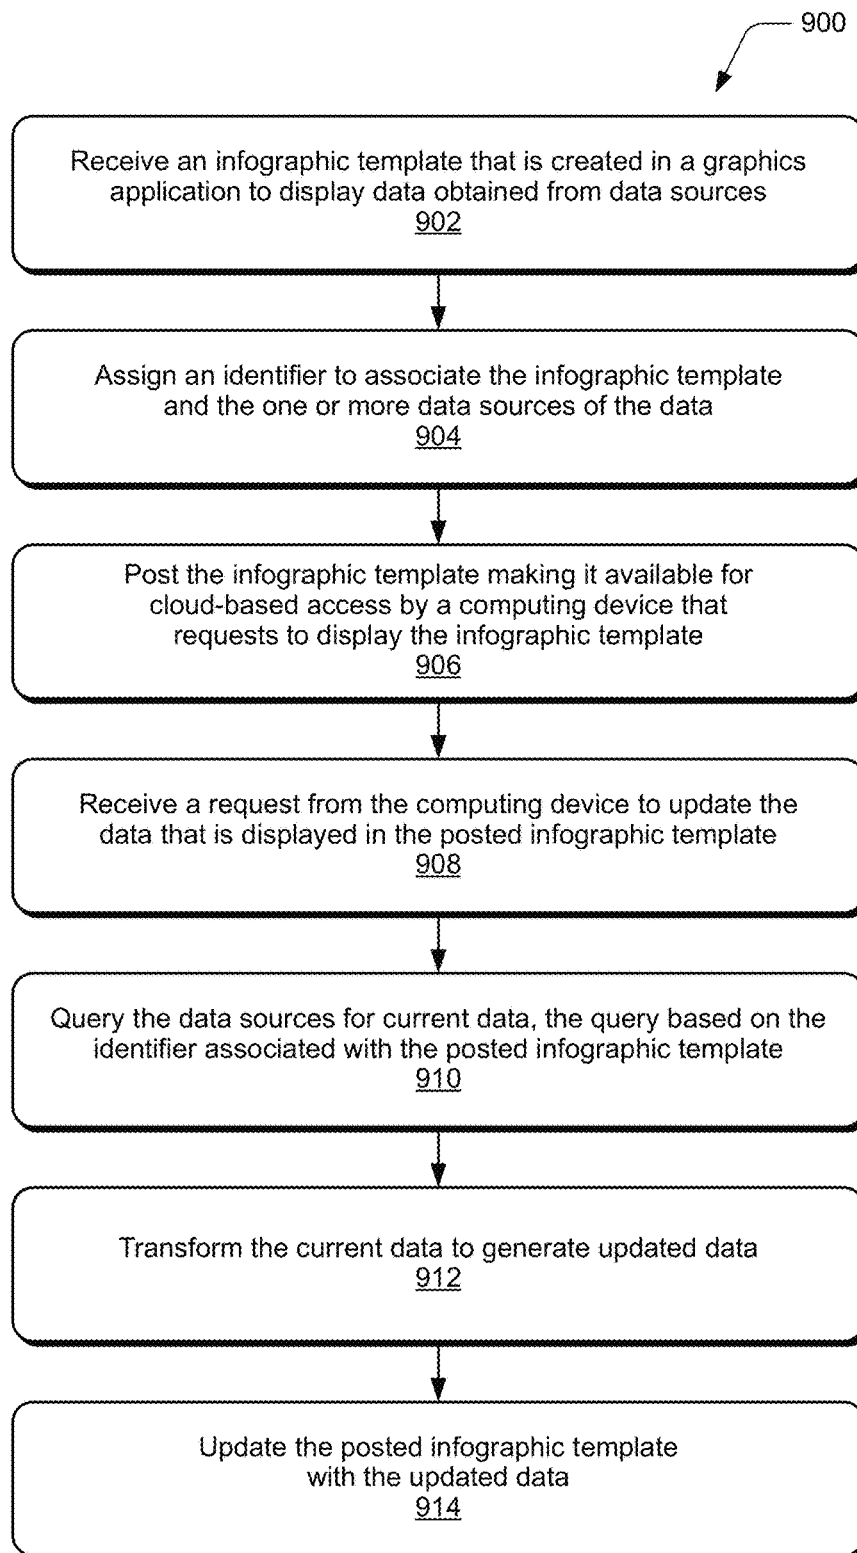 900
Receive an infographic template that is created in a graphics
application to display data obtained from data sources
902
Assign an identifier to associate the infographic template
and the one or more data sources of the data
904
Post the infographic template making it available for
cloud-based access by a computing device that
requests to display the infographic template
906
Receive a request from the computing device to update the
data that is displayed in the posted infographic template
908
Query the data sources for current data, the query based on the
identifier associated with the posted infographic template
910
Transform the current data to generate updated data
912
Update the posted infographic template
with the updated data
914